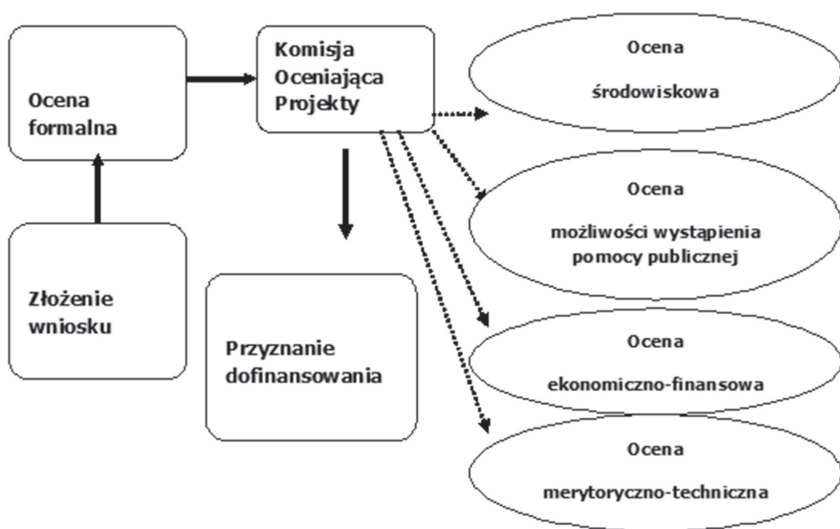 Ocena
formalna
Komisja
Oceniająca
Projekty
Ocena
środowiskowa
Ocena
możliwości wystąpienia
pomocy publicznej
Złożenie
wniosku
Przyznanie
dofinansowania
Ocena
ekonomiczno-finansowa
Ocena
merytoryczno-techniczna